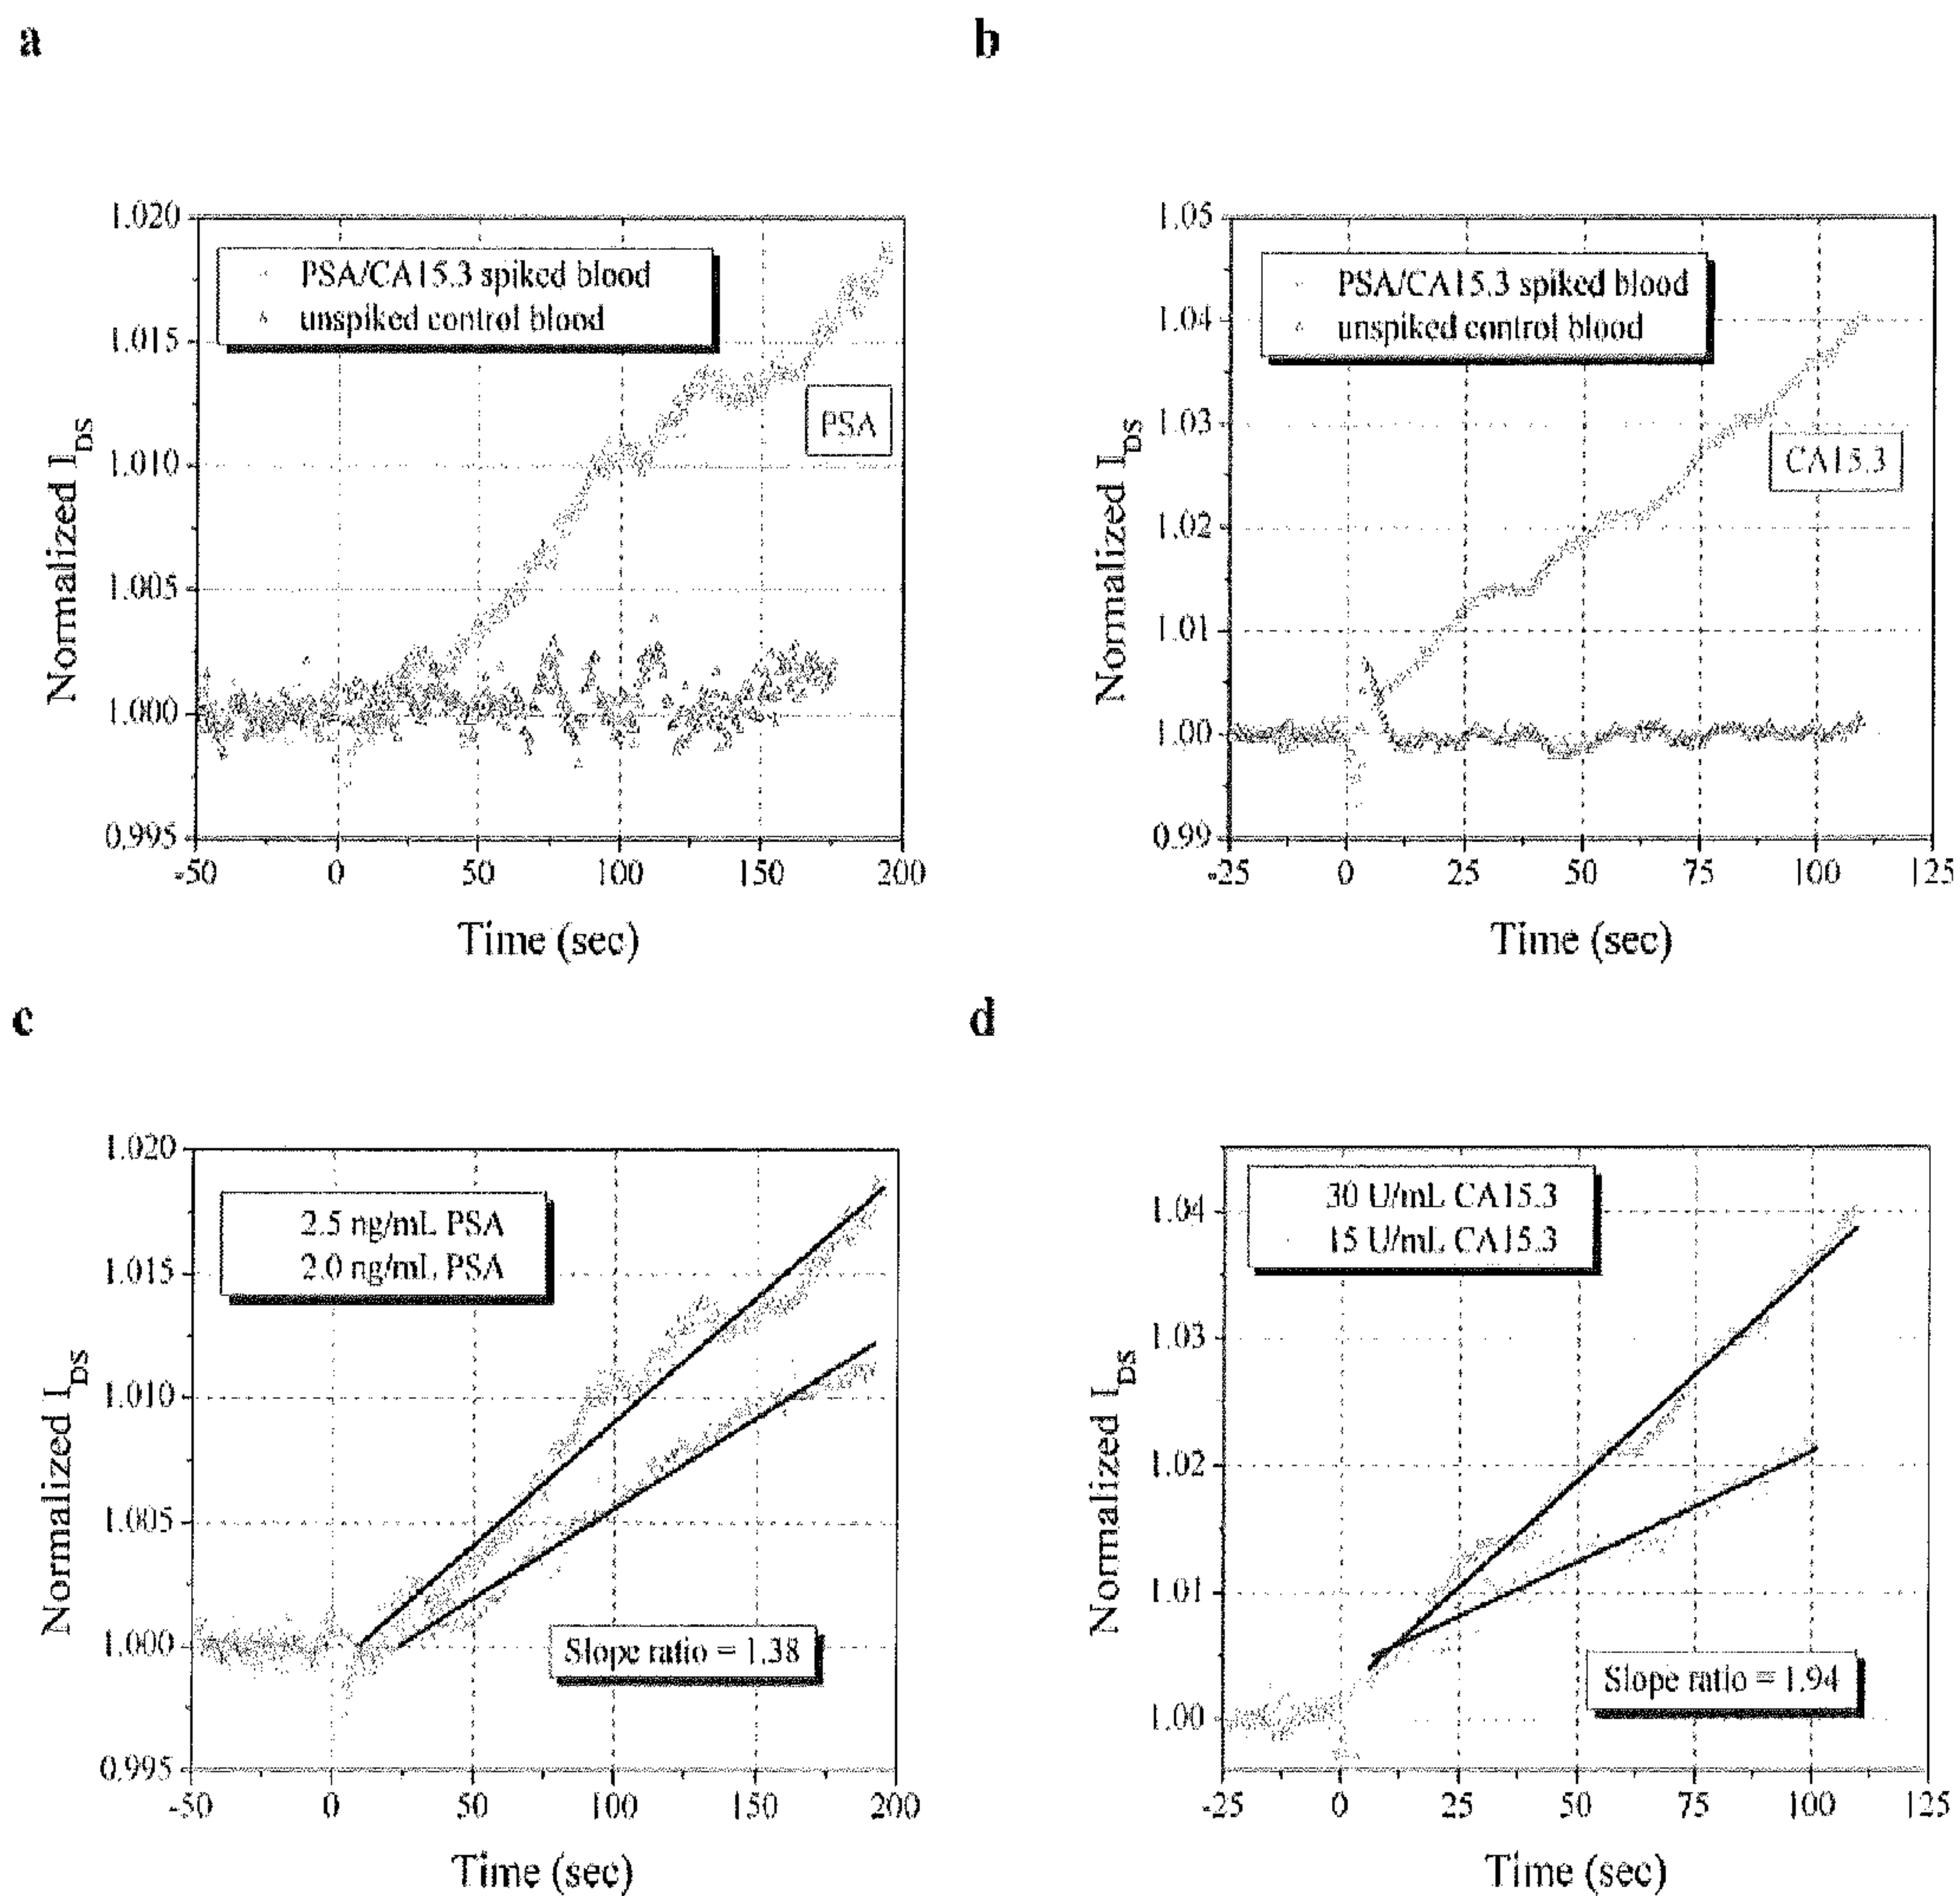 a
b
1.020
1.015
1.010
1.005
1.000
0.995
PSA/CA15.3 spiked blood
unspiked control blood
PSA
Normalized I_DS
-50 0 50 100 150 200
Time (sec)
1.05
1.04
1.03
1.02
1.01
1.00
0.99
PSA/CA15.3 spiked blood
unspiked control blood
CA15.3
Normalized I_DS
-25 0 25 50 75 100 125
Time (sec)
c
d
1.020
1.015
1.010
1.005
1.000
0.995
2.5 ng/mL PSA
2.0 ng/mL PSA
Slope ratio = 1.38
Normalized I_DS
-50 0 50 100 150 200
Time (sec)
1.04
1.03
1.02
1.01
1.00
30 U/mL CA15.3
15 U/mL CA15.3
Slope ratio = 1.94
Normalized I_DS
-25 0 25 50 75 100 125
Time (sec)